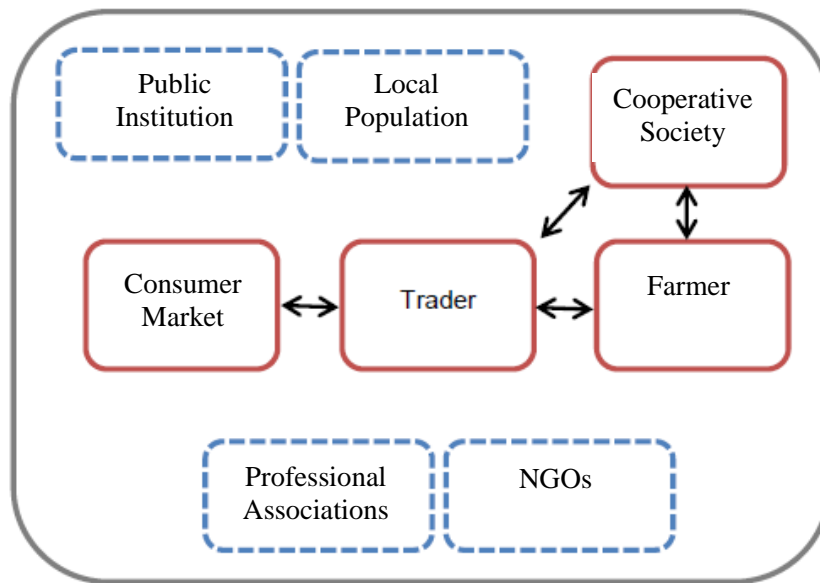 Public
Institution
Local
Population
Cooperative
Society
Consumer
Market
Trader
Farmer
Professional
Associations
NGOs